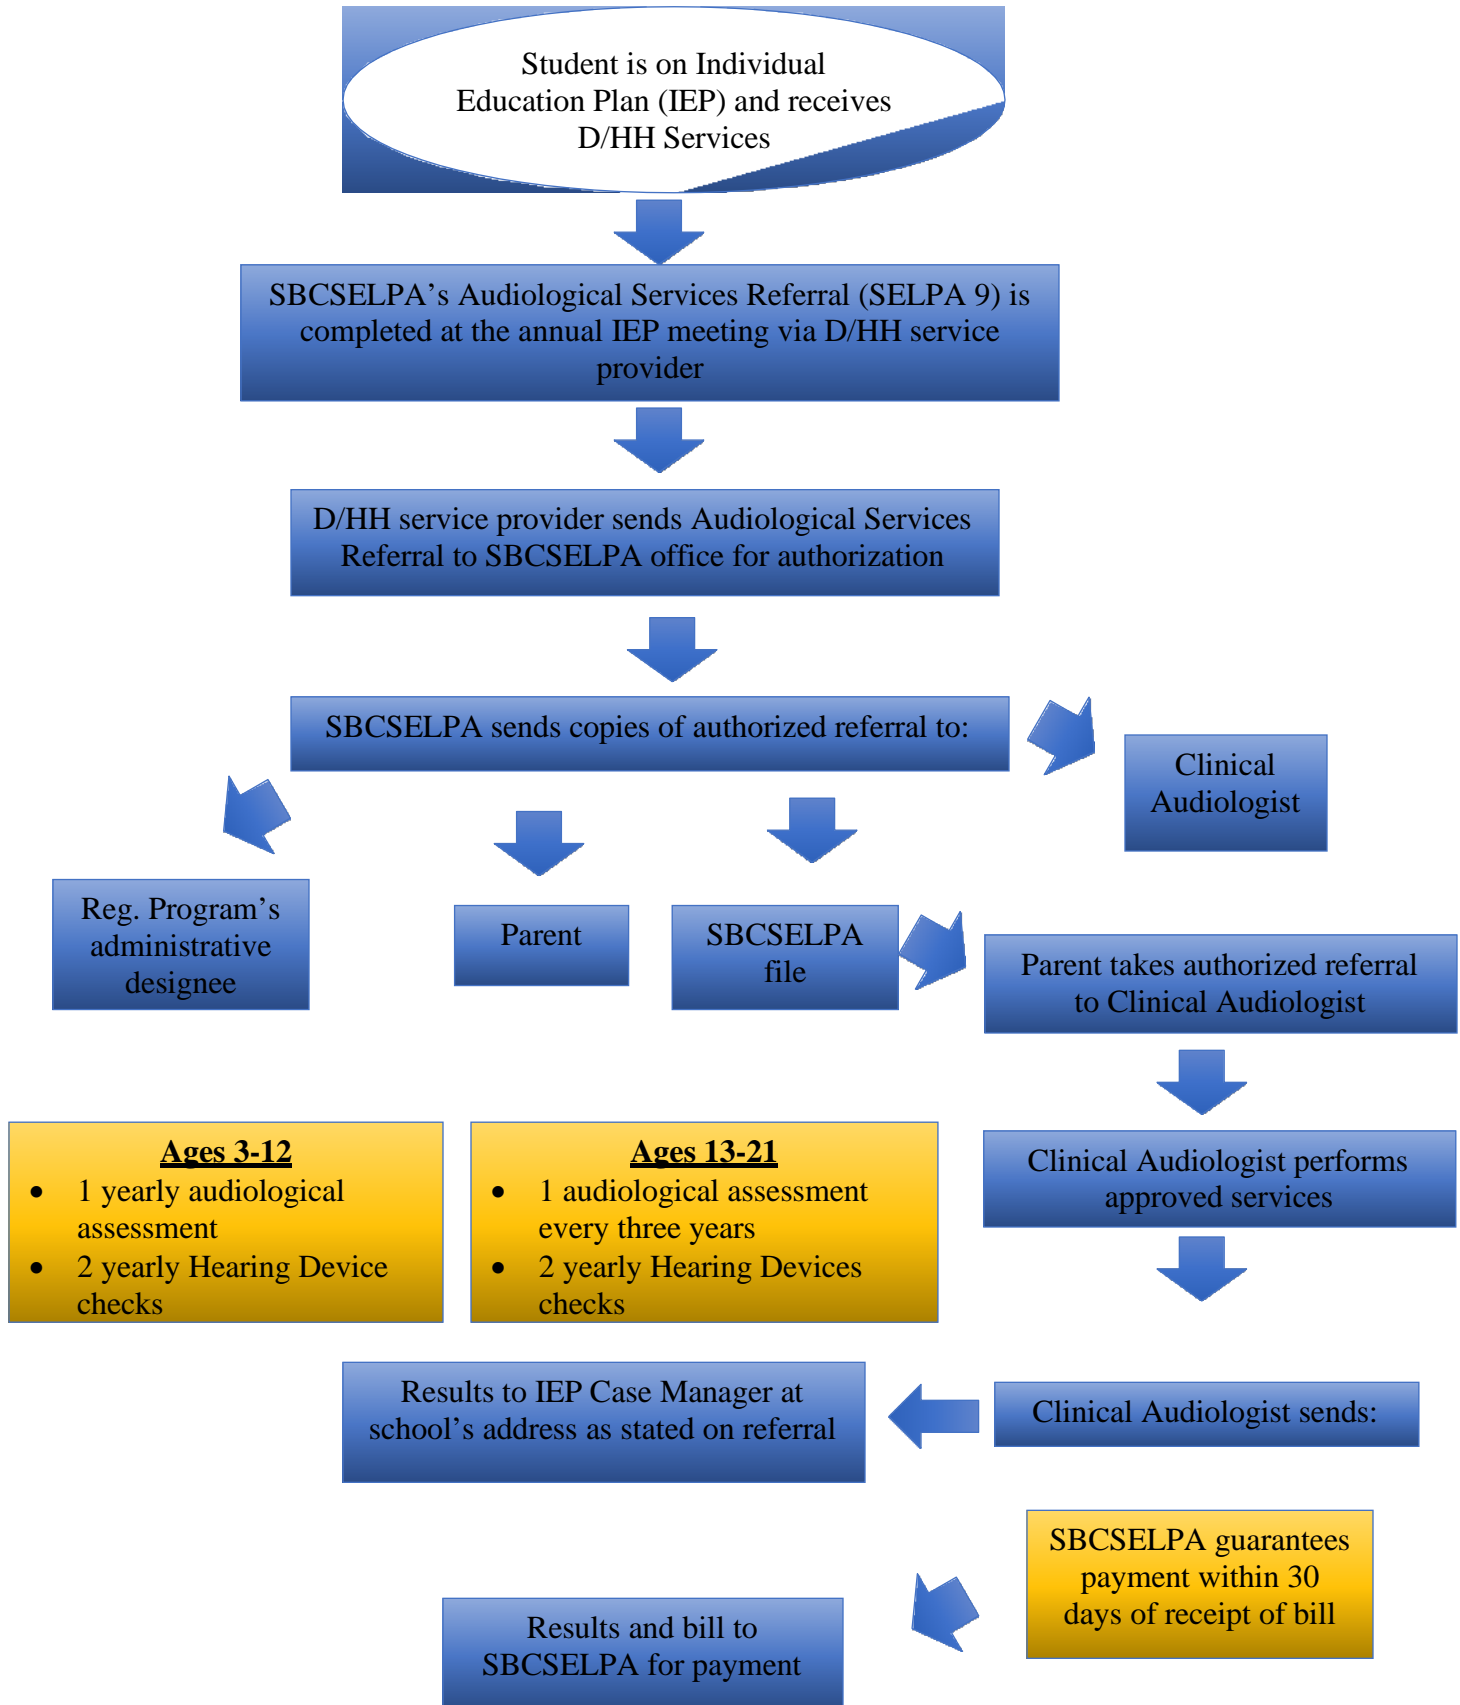 Student is on Individual
Education Plan (IEP) and receives
D/HH Services
SBCSELPA’s Audiological Services Referral (SELPA 9) is
completed at the annual IEP meeting via D/HH service
provider
D/HH service provider sends Audiological Services
Referral to SBCSELPA office for authorization
SBCSELPA sends copies of authorized referral to:
Clinical
Audiologist
Reg. Program’s
administrative
designee
Parent
SBCSELPA
file
Parent takes authorized referral
to Clinical Audiologist
Ages 3-12
• 1 yearly audiological
assessment
• 2 yearly Hearing Device
checks
Ages 13-21
• 1 audiological assessment
every three years
• 2 yearly Hearing Devices
checks
Clinical Audiologist performs
approved services
Results to IEP Case Manager at
school’s address as stated on referral
Clinical Audiologist sends:
SBCSELPA guarantees
payment within 30
days of receipt of bill
Results and bill to
SBCSELPA for payment